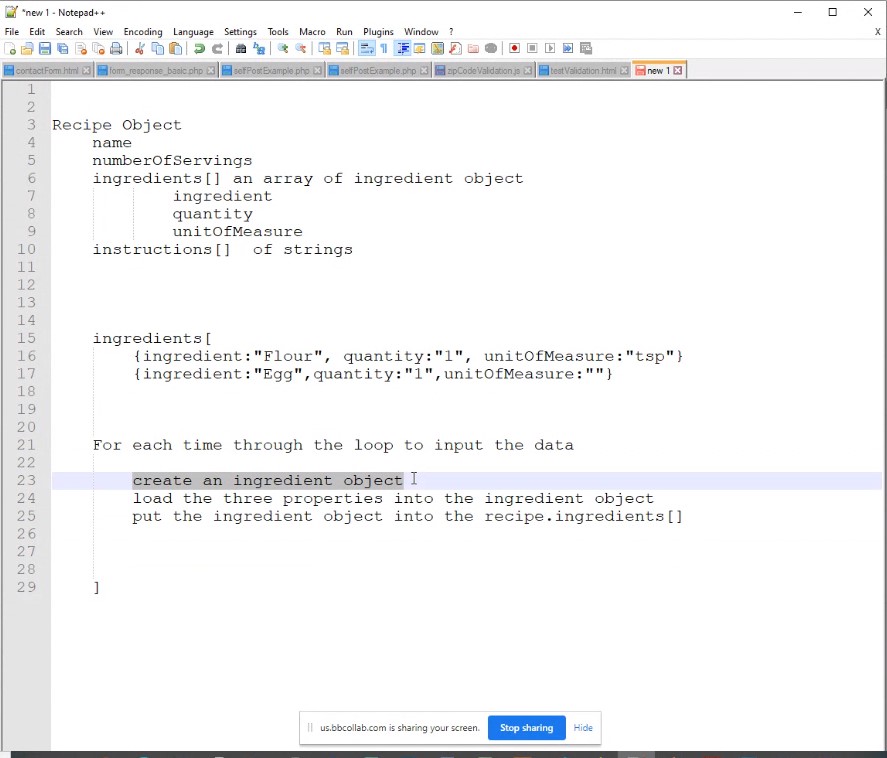 *new 1 - Notepad++
File Edit Search View Encoding Language Settings Tools Macro Run Plugins Window ? X
contactForm.html form_response_basic.php selfPostExample.php selfPostExample.php zipCodeValidation.js testValidation.html new 1
1
2
3 Recipe Object
4 name
5 numberOfServings
6 ingredients[] an array of ingredient object
7 ingredient
8 quantity
9 unitOfMeasure
10 instructions[] of strings
11
12
13
14
15 ingredients[
16 {ingredient:"Flour", quantity:"1", unitOfMeasure:"tsp"}
17 {ingredient:"Egg",quantity:"1",unitOfMeasure:""}
18
19
20
21 For each time through the loop to input the data
22
23 create an ingredient object
24 load the three properties into the ingredient object
25 put the ingredient object into the recipe.ingredients[]
26
27
28
29 ]
us.bbcollab.com is sharing your screen. Stop sharing Hide